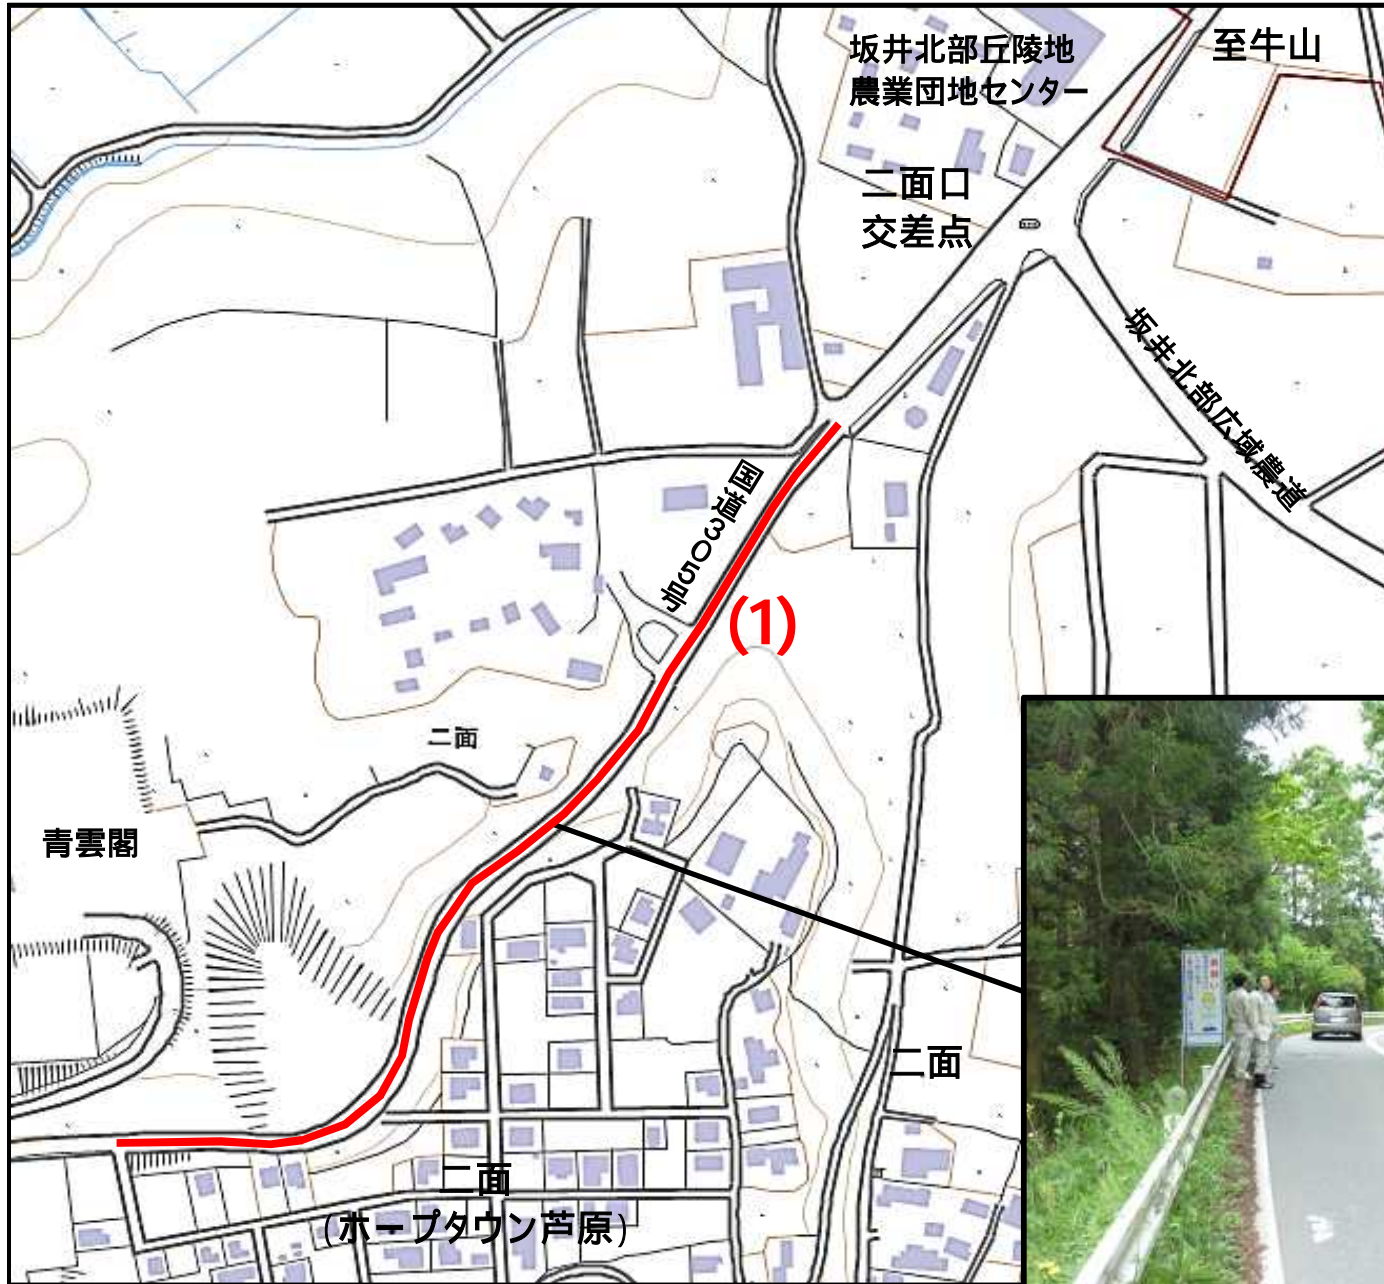 坂井北部丘陵地
農業団地センター
至牛山
二面口
交差点
坂井北部広域農道
国道305号
(1)
二面
青雲閣
二面
二面
(ホープタウン芦原)